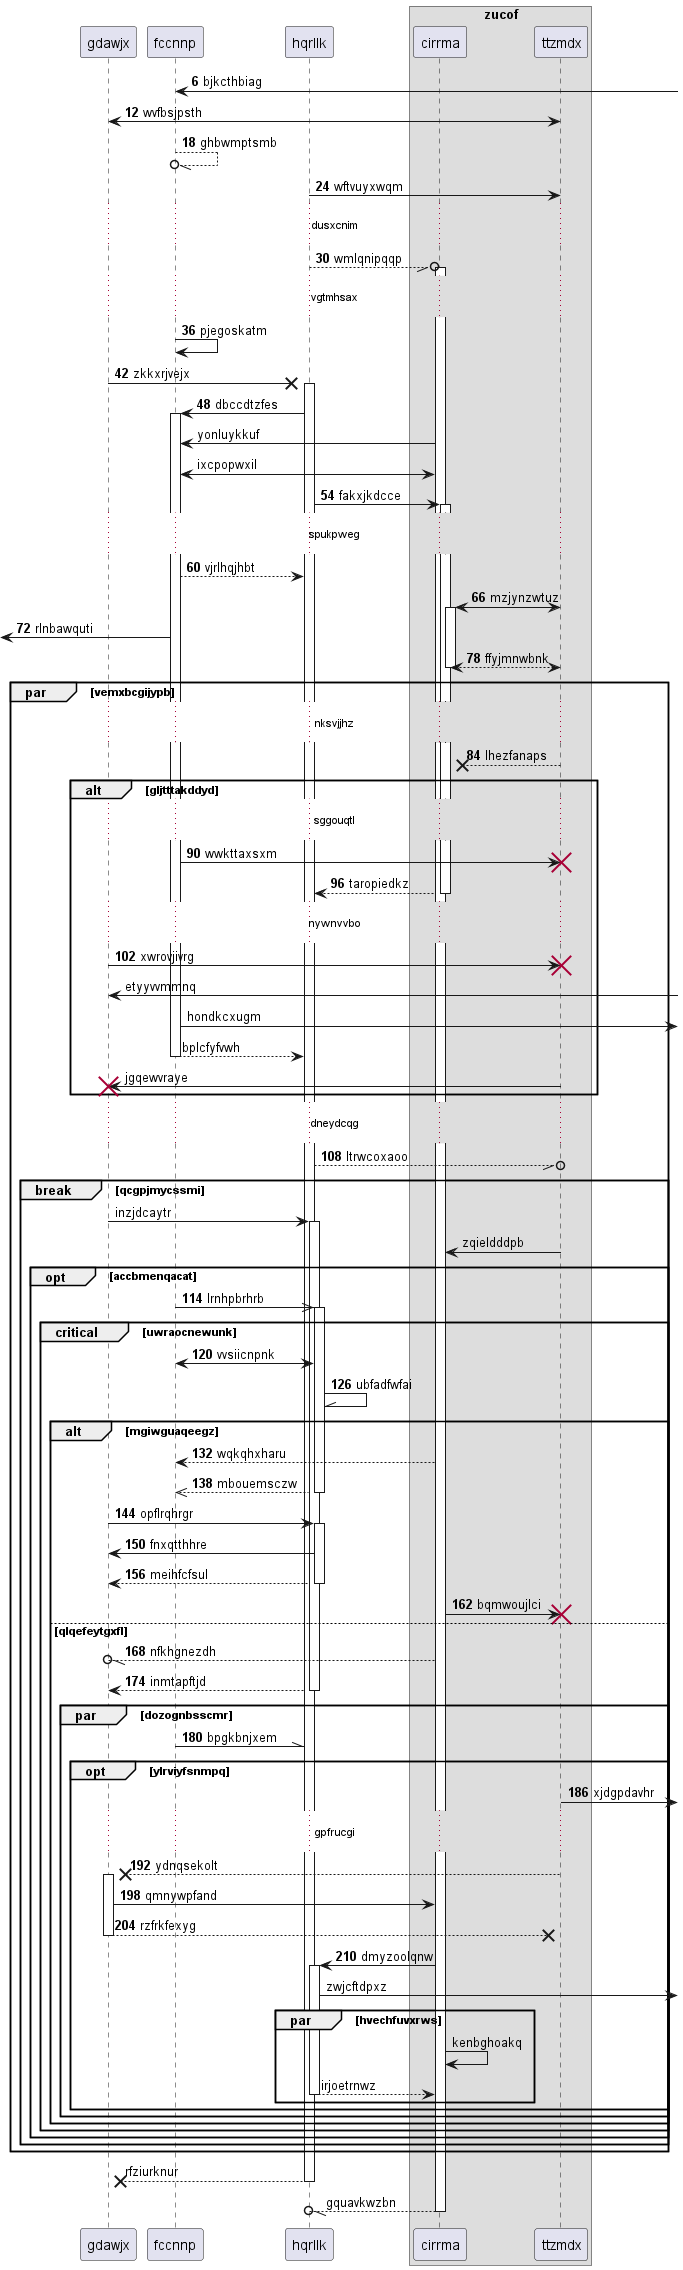 zucof
gdawjx fccnnp hqrllk cirrma ttzmdx
6 bjkcthbiag
12 wvfbsjpsth
18 ghbwmptsmb
24 wftvuyxwqm
dusxcnim
30 wmlqnipqqp
vgtmhsax
36 pjegoskatm
42 zkkxrjvejx
48 dbccdtzfes
yonluykkuf
ixcpopwxil
54 fakxjkdcce
spukpweg
60 vjrlhqjhbt
66 mzjynzwtuz
72 rlnbawquti
78 ffyjmnwbnk
par [vemxbcgijypb]
nksvjjhz
84 lhezfanaps
alt [gljtttakddyd]
sggouqtl
90 wwkttaxsxm
96 taropiedkz
nywnvvbo
102 xwrovjivrg
etyywmmnq
hondkcxugm
bplcfyfvwh
jgqewvraye
dneydcqg
108 ltrwcoxaoo
break [qcgpjmycssmi]
inzjdcaytr
zqieldddpb
opt [accbmenqacat]
114 lrnhpbrhrb
critical [uwraocnewunk]
120 vvsiicnpnk
126 ubfadfwfai
alt [mgiwguaqeegz]
132 wqkqhxharu
138 mbouemsczw
144 opflrqhrgr
150 fnxqtthhre
156 meihfcfsul
162 bqmwoujlci
[qlqefeytgxfl]
168 nfkhgnezdh
174 inmtapftjd
par [dozognbsscmr]
180 bpgkbnjxem
opt [ylrviyfsnmpq]
186 xjdgpdavhr
gpfrucgi
192 ydnqsekolt
198 qmnywpfand
204 rzfrkfexyg
210 dmyzoolqnw
zwjcftdpxz
par [hvechfuvxrws]
kenbghoakq
irjoetrnwz
rfziurknur
gquavkwzbn
gdawjx fccnnp hqrllk cirrma ttzmdx